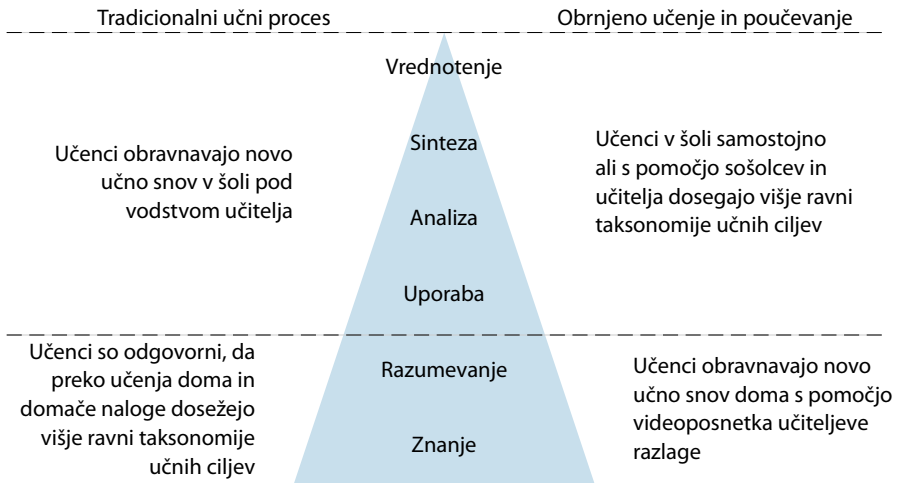 Tradicionalni učni proces
Obrnjeno učenje in poučevanje
Vrednotenje
Sinteza
Analiza
Uporaba
Razumevanje
Znanje
Učenci obravnavajo novo
učno snov v šoli pod
vodstvom učitelja
Učenci v šoli samostojno
ali s pomočjo sošolcev in
učitelja dosegajo višje ravni
taksonomije učnih ciljev
Učenci so odgovorni, da
preko učenja doma in
domače naloge dosežejo
višje ravni taksonomije
učnih ciljev
Učenci obravnavajo novo
učno snov doma s pomočjo
videoposnetka učiteljeve
razlage